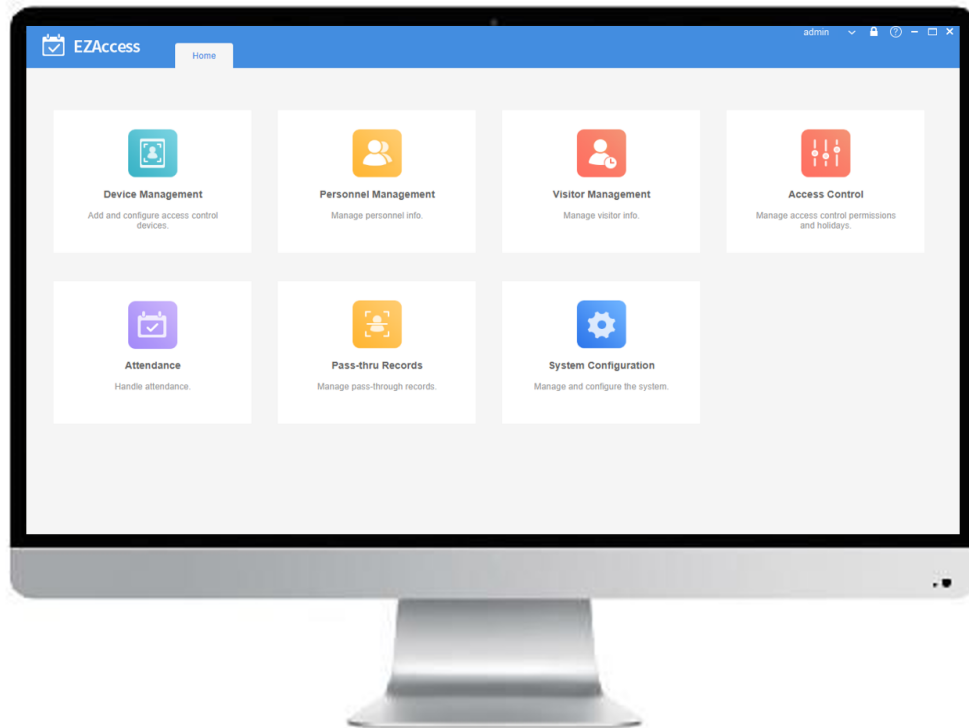 EZAccess
Home
admin
Device Management
Add and configure access control
devices.
Personnel Management
Manage personnel info.
Visitor Management
Manage visitor info.
Access Control
Manage access control permissions
and holidays.
Attendance
Handle attendance.
Pass-thru Records
Manage pass-through records.
System Configuration
Manage and configure the system.